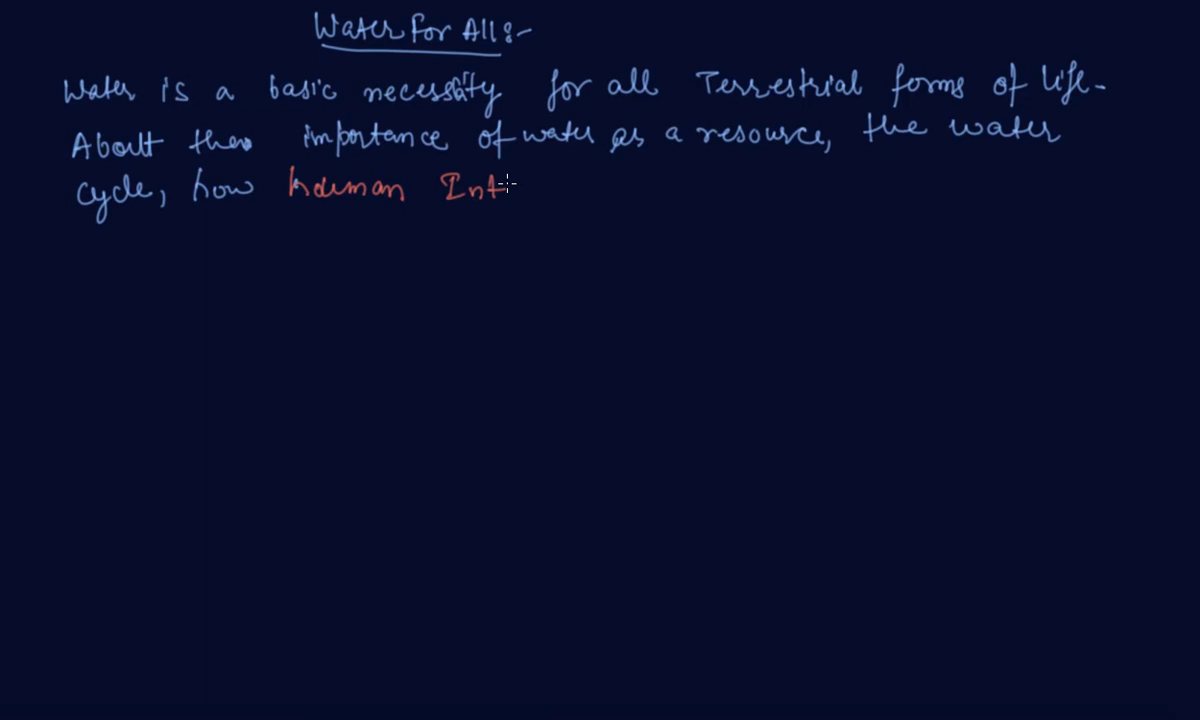 Water For All :-
Water is a basic necessity for all Terrestrial forms of life.
About the importance of water as a resource, the water
cycle, how human Int